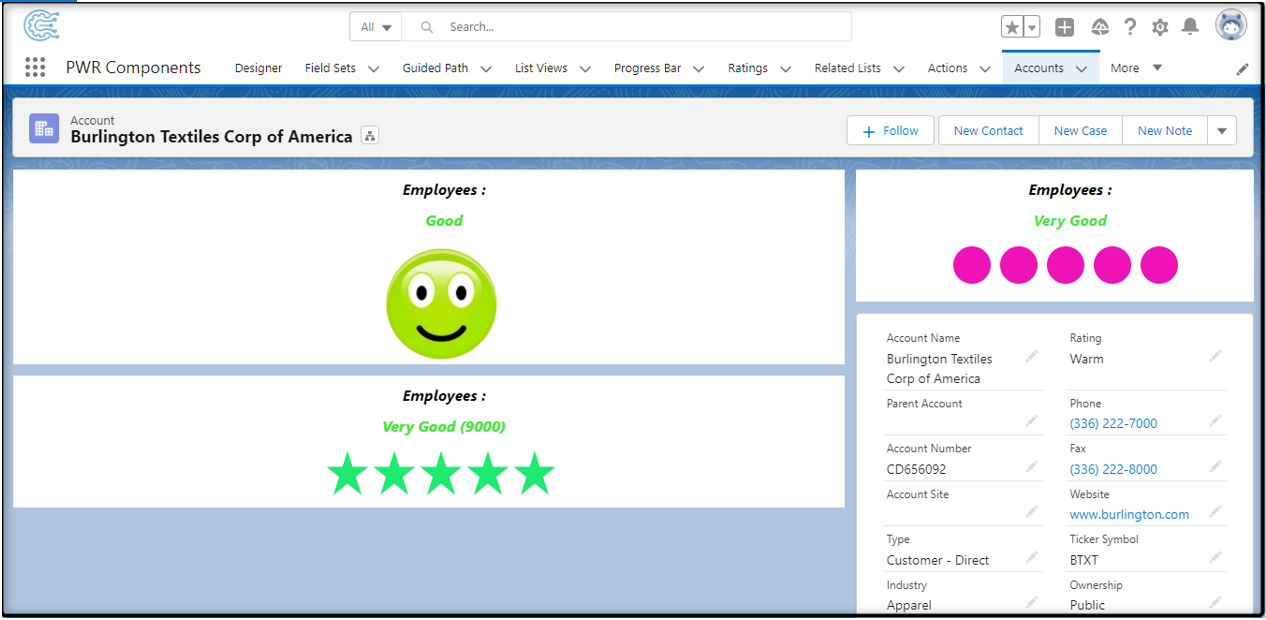 All Search...
PWR Components Designer Field Sets Guided Path List Views Progress Bar Ratings Related Lists Actions Accounts More
Account
Burlington Textiles Corp of America
Follow New Contact New Case New Note
Employees :
Good
Employees :
Very Good (9000)
Employees :
Very Good
Account Name Rating
Burlington Textiles Warm
Corp of America
Parent Account Phone
(336) 222-7000
Account Number Fax
CD656092 (336) 222-8000
Account Site Website
www.burlington.com
Type Ticker Symbol
Customer - Direct BTXT
Industry Ownership
Apparel Public